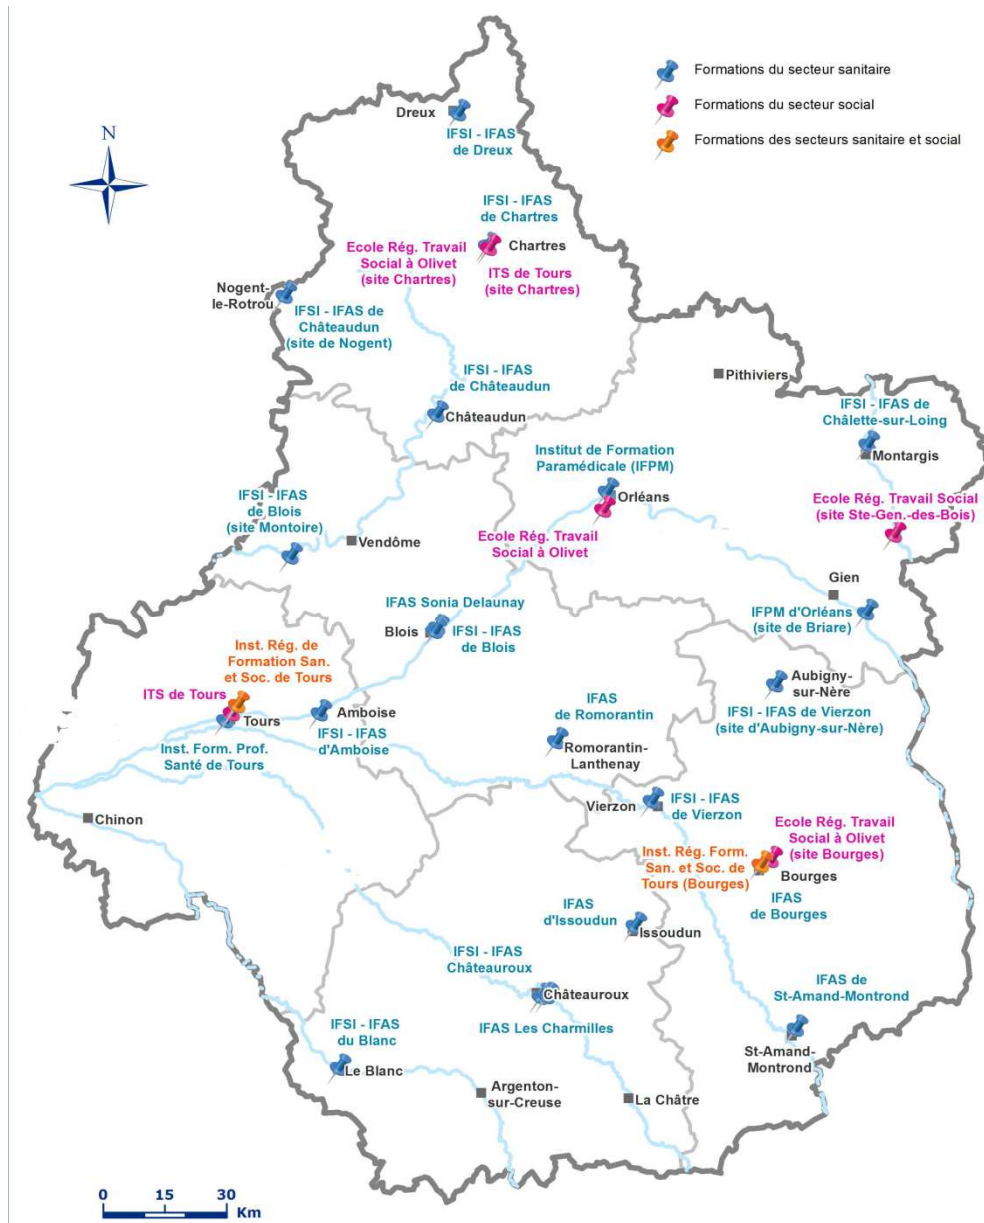 Formations du secteur sanitaire
Formations du secteur social
Formations des secteurs sanitaire et social
N
Dreux
IFSI - IFAS
de Dreux
IFSI - IFAS
de Chartres
Chartres
Ecole Rég. Travail
Social à Olivet
(site Chartres)
ITS de Tours
(site Chartres)
Nogent-
le-Rotrou
IFSI - IFAS de
Châteaudun
(site de Nogent)
IFSI - IFAS
de Châteaudun
Châteaudun
Pithiviers
IFSI - IFAS de
Châlette-sur-Loing
Montargis
Institut de Formation
Paramédicale (IFPM)
Orléans
Ecole Rég. Travail
Social à Olivet
Ecole Rég. Travail Social
(site Ste-Gen.-des-Bois)
IFSI - IFAS
de Blois
(site Montoire)
Vendôme
Gien
IFPM d'Orléans
(site de Briare)
IFAS Sonia Delaunay
Blois
IFSI - IFAS
de Blois
Inst. Rég. de
Formation San.
et Soc. de Tours
ITS de Tours
Tours
Inst. Form. Prof.
Santé de Tours
Amboise
IFSI - IFAS
d'Amboise
Aubigny-
sur-Nère
IFSI - IFAS de Vierzon
(site d'Aubigny-sur-Nère)
IFAS
de Romorantin
Romorantin-
Lanthenay
Vierzon
IFSI - IFAS
de Vierzon
Chinon
Ecole Rég. Travail
Social à Olivet
(site Bourges)
Inst. Rég. Form.
San. et Soc. de
Tours (Bourges)
Bourges
IFAS
de Bourges
IFAS
d'Issoudun
Issoudun
IFSI - IFAS
Châteauroux
Châteauroux
IFAS Les Charmilles
IFAS de
St-Amand-Montrond
St-Amand-
Montrond
IFSI - IFAS
du Blanc
Le Blanc
Argenton-
sur-Creuse
La Châtre
0 15 30
Km